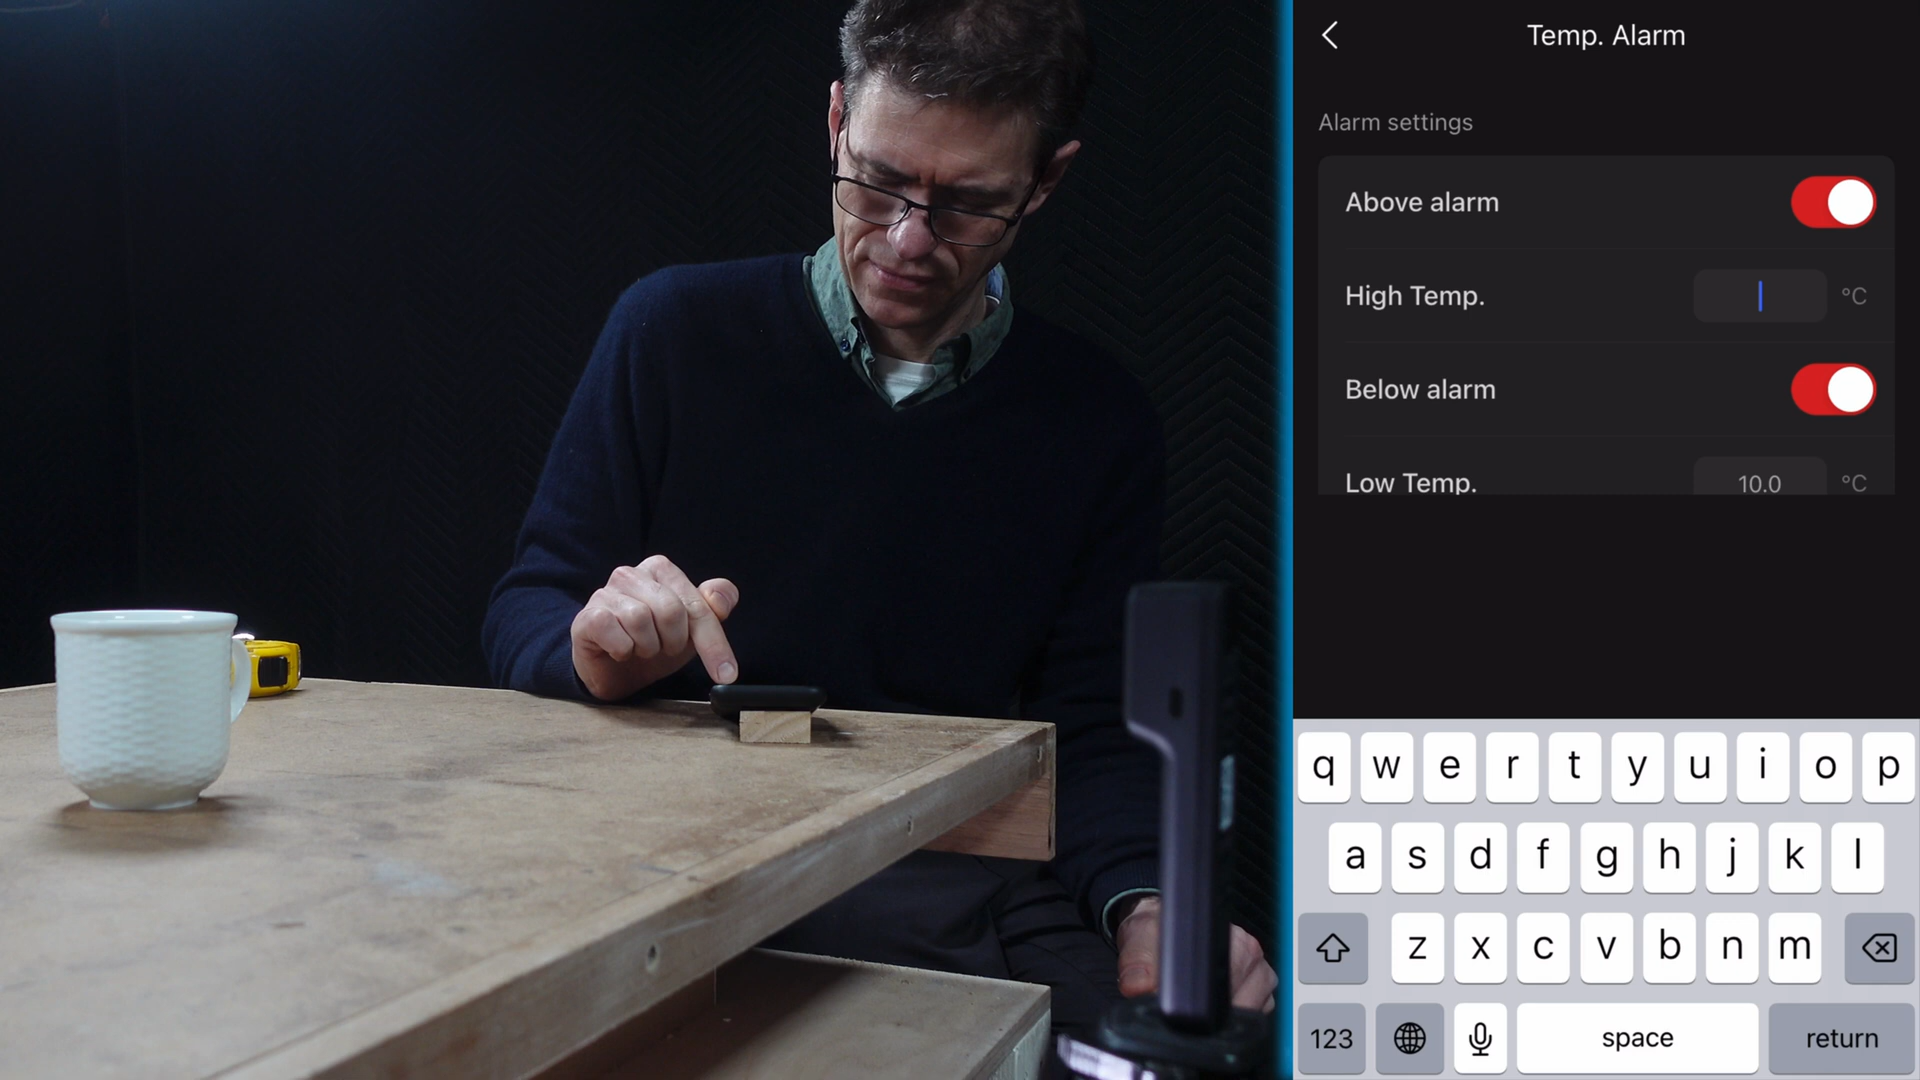 Temp. Alarm
Alarm settings
Above alarm
High Temp. °C
Below alarm
Low Temp. 10.0 °C
q w e r t y u i o p
a s d f g h j k l
z x c v b n m
123 space return